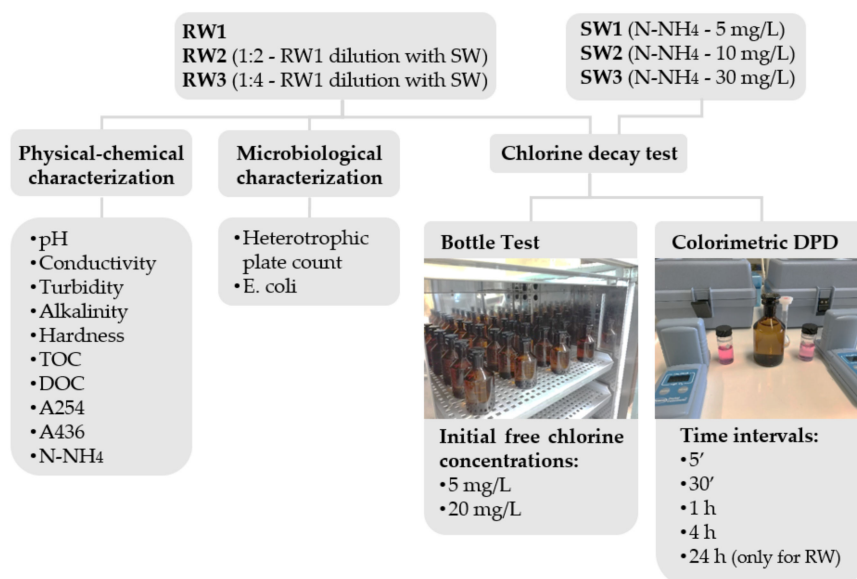 RW1
RW2 (1:2 - RW1 dilution with SW)
RW3 (1:4 - RW1 dilution with SW)
SW1 (N-NH4 - 5 mg/L)
SW2 (N-NH4 - 10 mg/L)
SW3 (N-NH4 - 30 mg/L)
Physical-chemical
characterization
Microbiological
characterization
Chlorine decay test
•pH
•Conductivity
•Turbidity
•Alkalinity
•Hardness
•TOC
•DOC
•A254
•A436
•N-NH4
•Heterotrophic
plate count
•E. coli
Bottle Test
Initial free chlorine
concentrations:
•5 mg/L
•20 mg/L
Colorimetric DPD
Time intervals:
•5′
•30′
•1 h
•4 h
•24 h (only for RW)